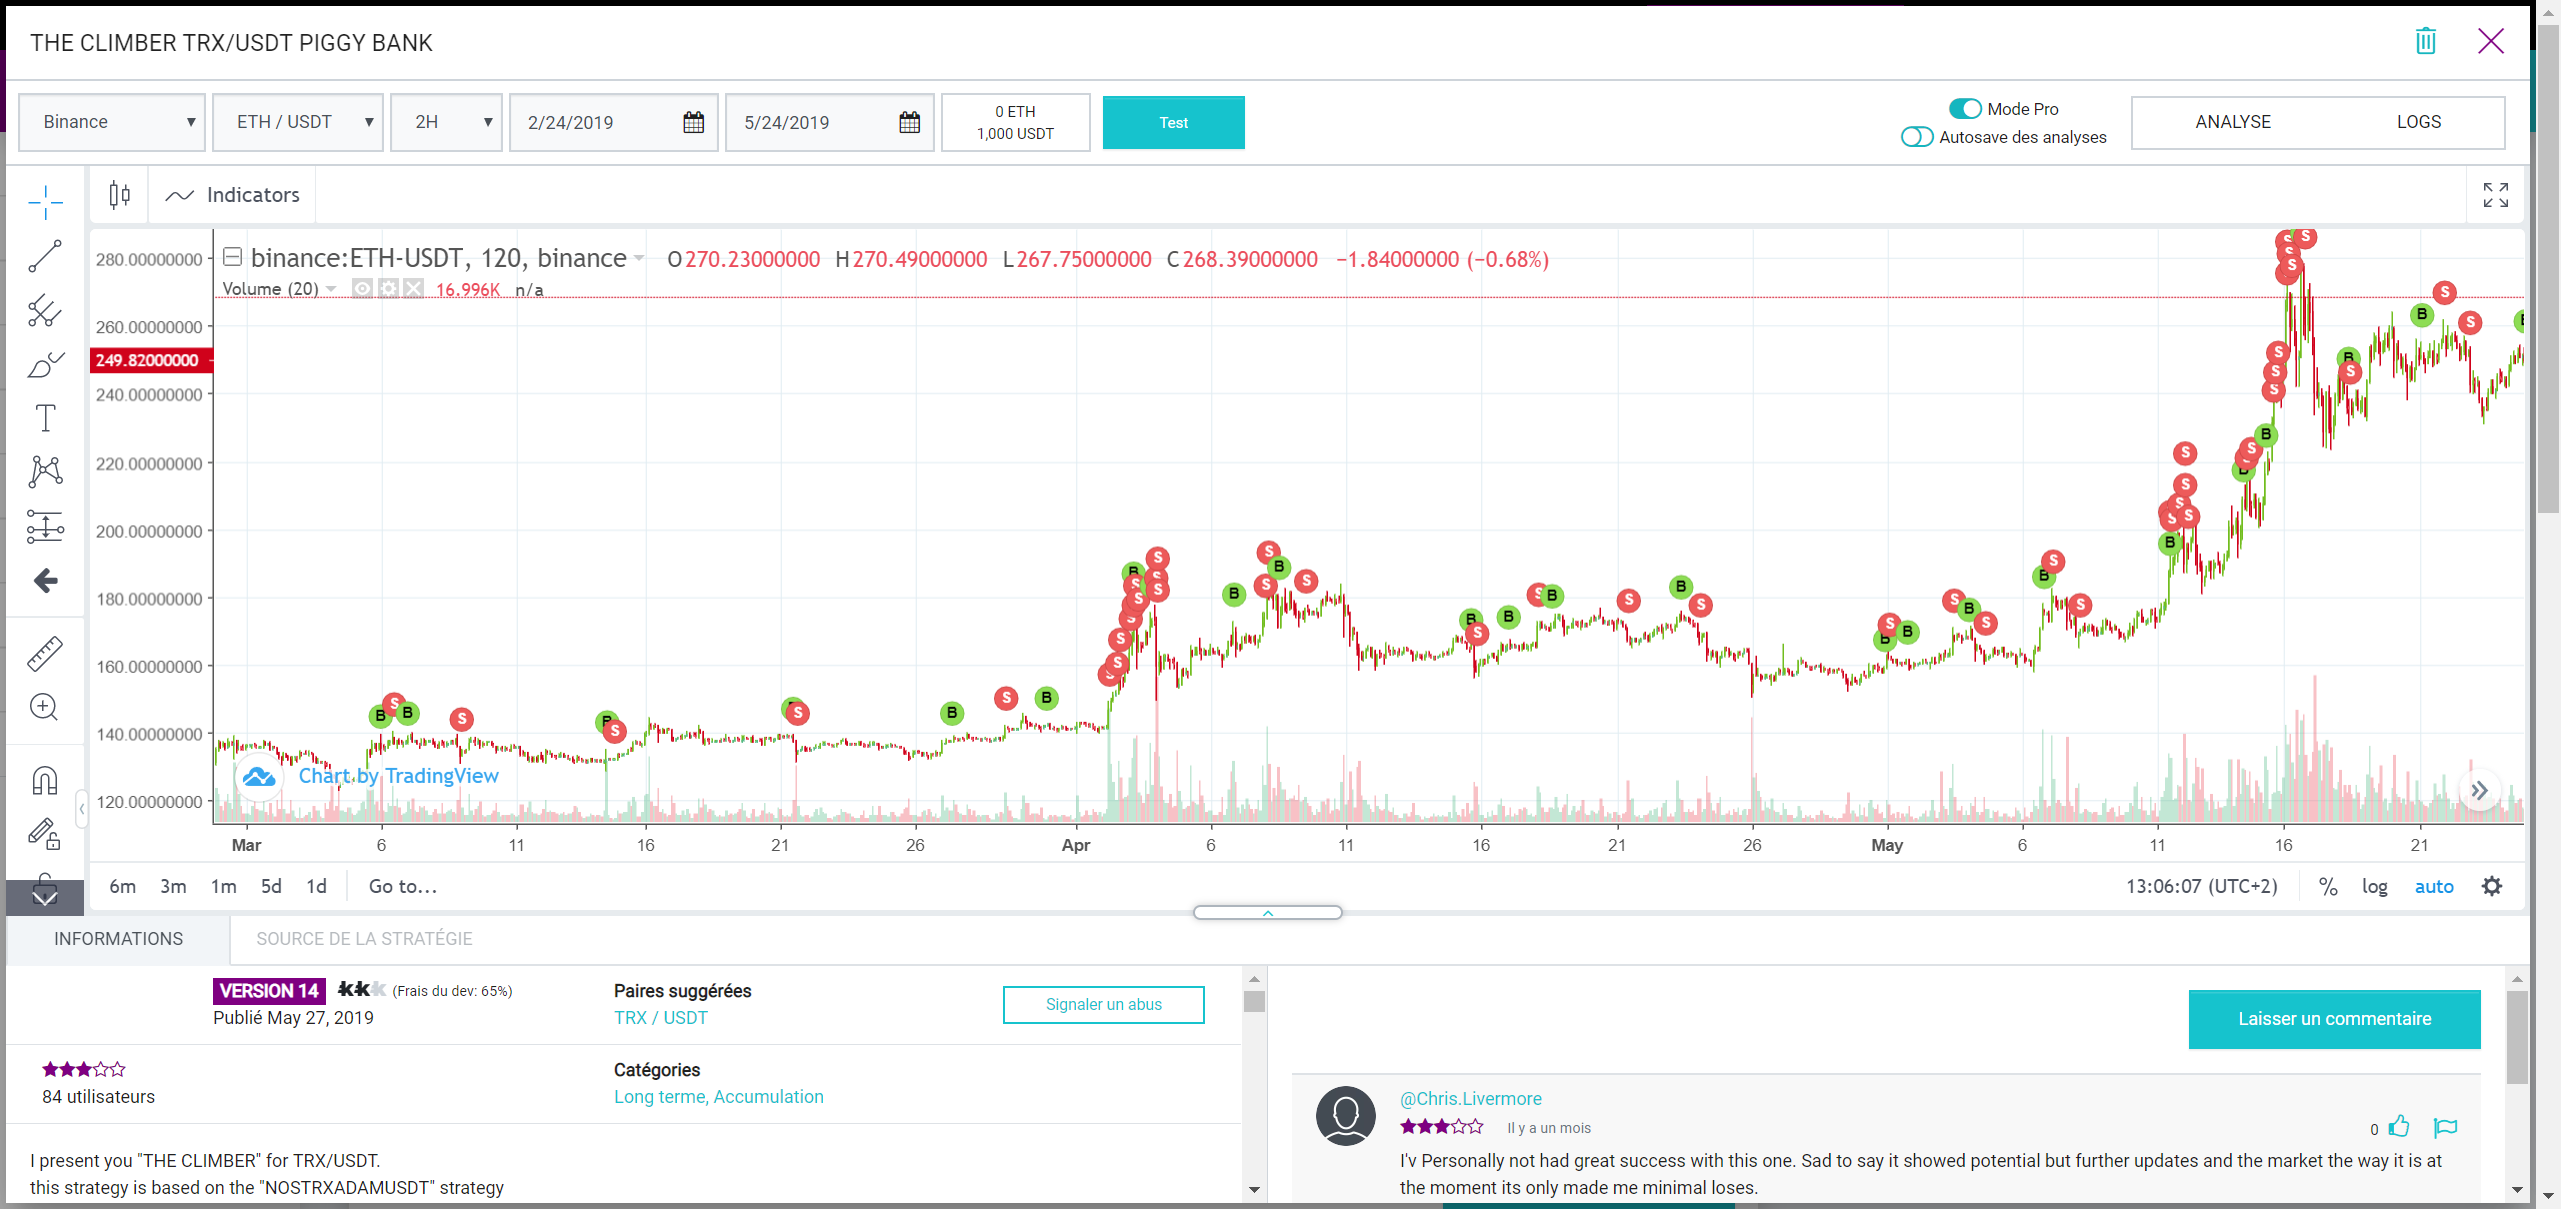 THE CLIMBER TRX/USDT PIGGY BANK
Binance
ETH / USDT
2H
2/24/2019
5/24/2019
0 ETH
1,000 USDT
Test
Mode Pro
Autosave des analyses
ANALYSE
LOGS
Indicators
binance:ETH-USDT, 120, binance
O270.23000000 H270.49000000 L267.75000000 C268.39000000 −1.84000000 (−0.68%)
Volume (20) 16.996K n/a
280.00000000
260.00000000
249.82000000
240.00000000
220.00000000
200.00000000
180.00000000
160.00000000
140.00000000
120.00000000
Chart by TradingView
Mar 6 11 16 21 26 Apr 6 11 16 21 26 May 6 11 16 21
6m 3m 1m 5d 1d Go to...
13:06:07 (UTC+2) % log auto
INFORMATIONS
SOURCE DE LA STRATÉGIE
VERSION 14 (Frais du dev: 65%)
Publié May 27, 2019
Paires suggérées
TRX / USDT
Signaler un abus
84 utilisateurs
Catégories
Long terme, Accumulation
I present you "THE CLIMBER" for TRX/USDT.
this strategy is based on the "NOSTRXADAMUSDT" strategy
Laisser un commentaire
@Chris.Livermore
Il y a un mois
0
I'v Personally not had great success with this one. Sad to say it showed potential but further updates and the market the way it is at
the moment its only made me minimal loses.